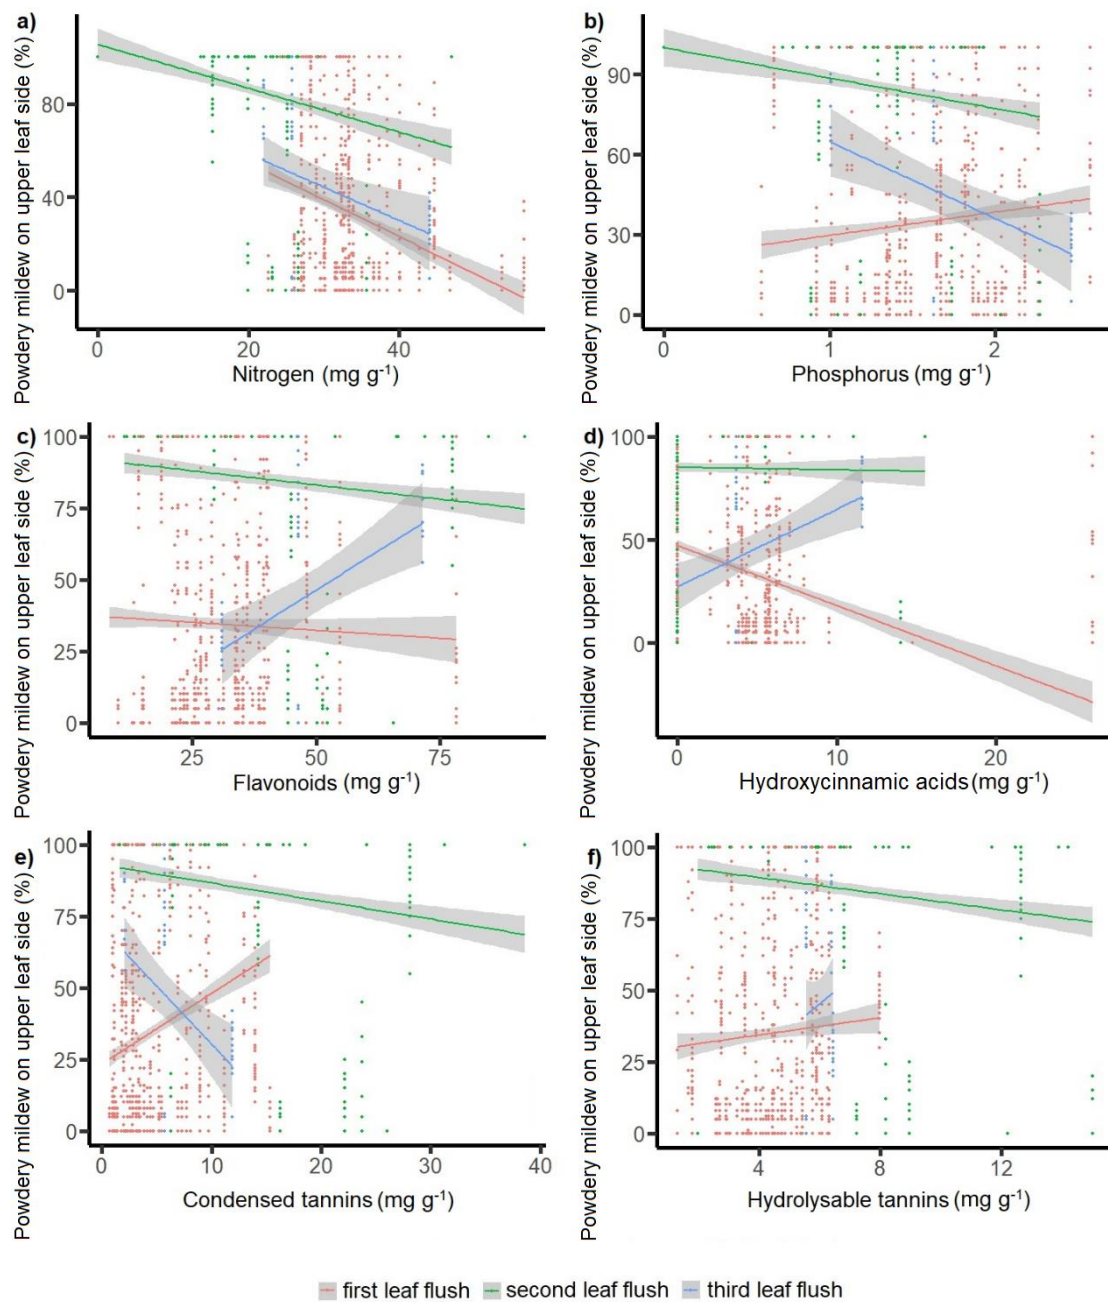 a)
Powdery mildew on upper leaf side (%)
80
40
0
0 20 40
Nitrogen (mg g-1)
b)
Powdery mildew on upper leaf side (%)
90
60
30
0
0 1 2
Phosphorus (mg g-1)
c)
Powdery mildew on upper leaf side (%)
100
75
50
25
0
25 50 75
Flavonoids (mg g-1)
d)
Powdery mildew on upper leaf side (%)
100
50
0
0 10 20
Hydroxycinnamic acids (mg g-1)
e)
Powdery mildew on upper leaf side (%)
100
75
50
25
0
0 10 20 30 40
Condensed tannins (mg g-1)
f)
Powdery mildew on upper leaf side (%)
100
75
50
25
0
4 8 12
Hydrolysable tannins (mg g-1)
first leaf flush second leaf flush third leaf flush